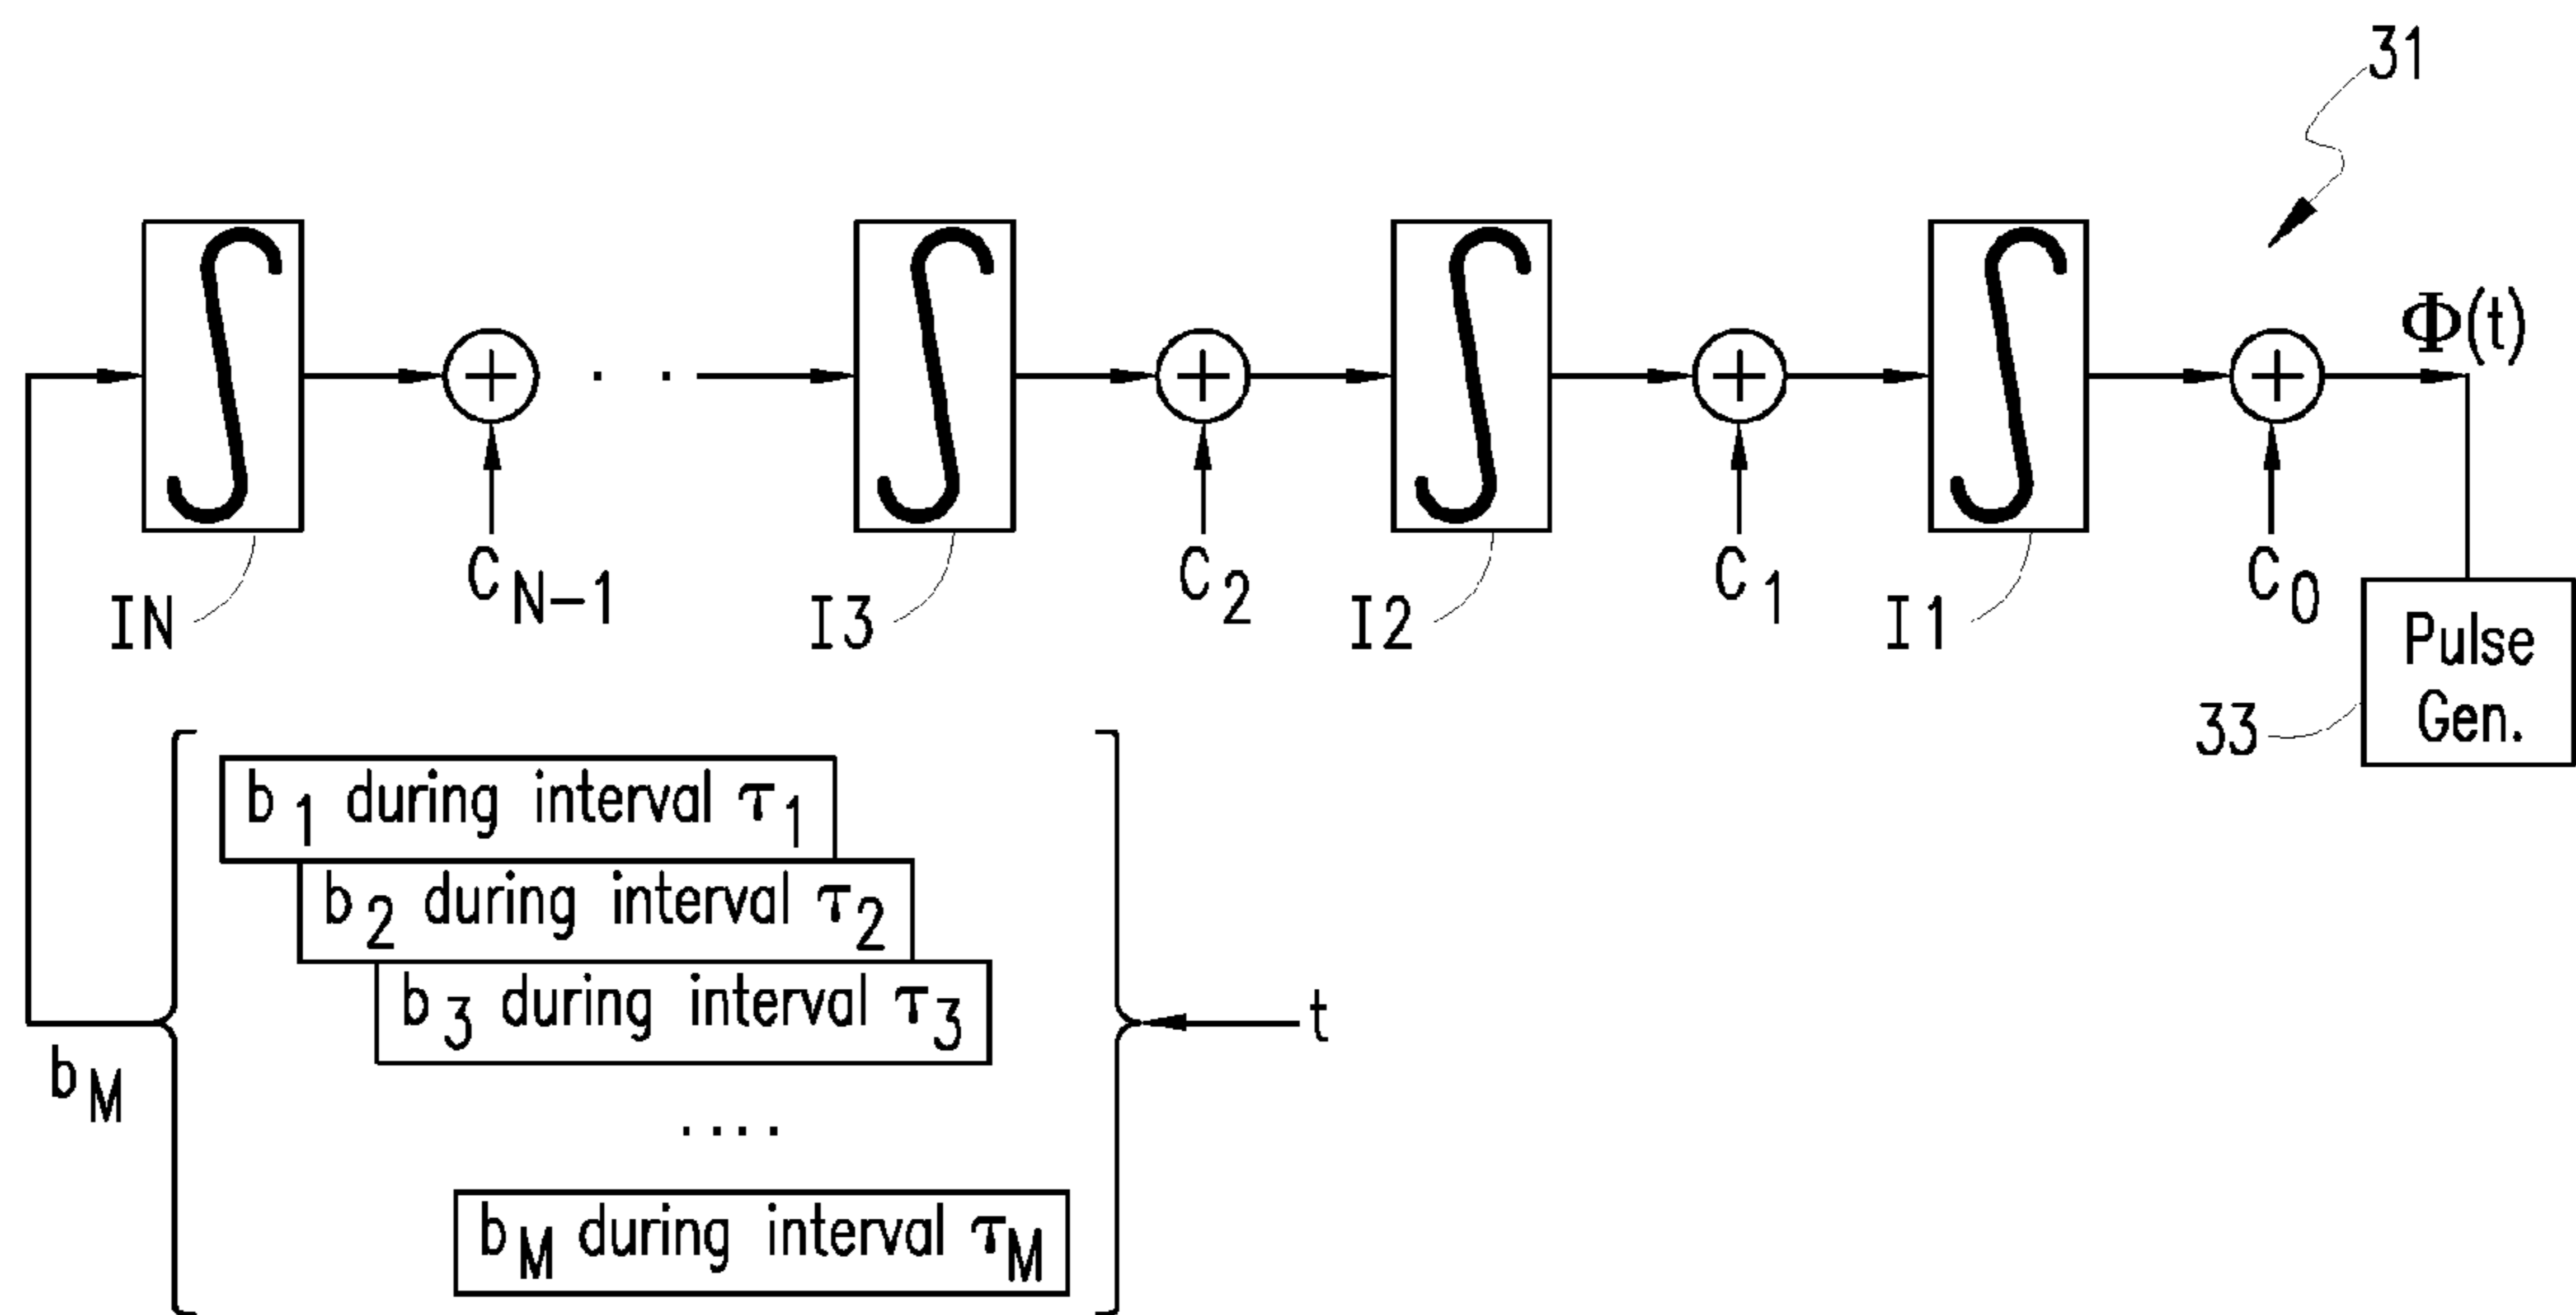 31
Φ(t)
IN
C N-1
I3
C 2
I2
C 1
I1
C 0
Pulse
Gen.
33
b 1 during interval τ 1
b 2 during interval τ 2
b 3 during interval τ 3
t
b M
....
b M during interval τ M